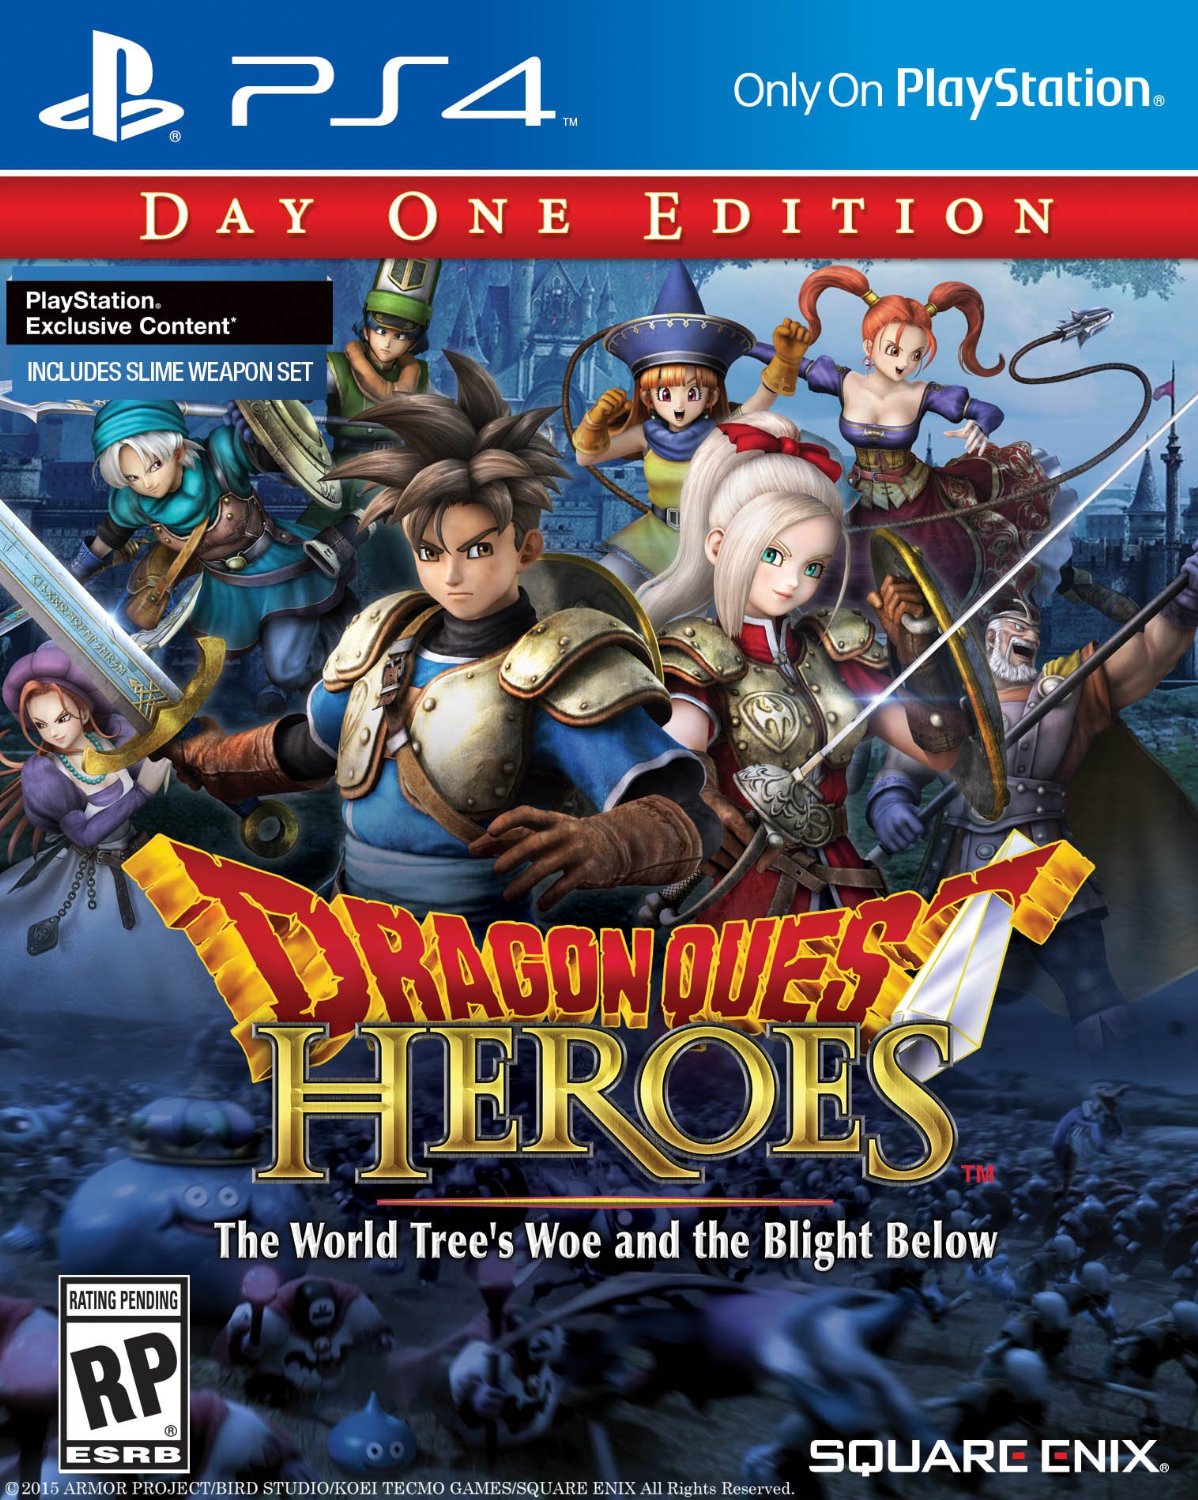 PS4™
Only On PlayStation®
DAY ONE EDITION
PlayStation®
Exclusive Content*
INCLUDES SLIME WEAPON SET
DRAGON QUEST
HEROES™
The World Tree's Woe and the Blight Below
RATING PENDING
RP®
ESRB
SQUARE ENIX®
©2015 ARMOR PROJECT/BIRD STUDIO/KOEI TECMO GAMES/SQUARE ENIX All Rights Reserved.